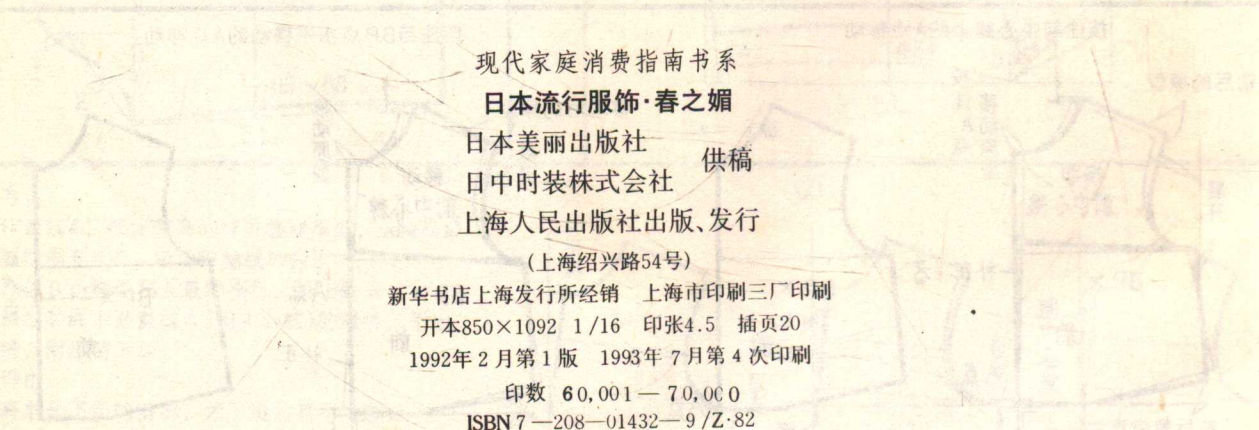 现代家庭消费指南书系
日本流行服饰·春之媚
日本美丽出版社
日中时装株式会社
供稿
上海人民出版社出版、发行
(上海绍兴路54号)
新华书店上海发行所经销 上海市印刷三厂印刷
开本850×1092 1/16 印张4.5 插页20
1992年2月第1版 1993年7月第4次印刷
印数 60,001—70,000
ISBN 7—208—01432—9/Z·82